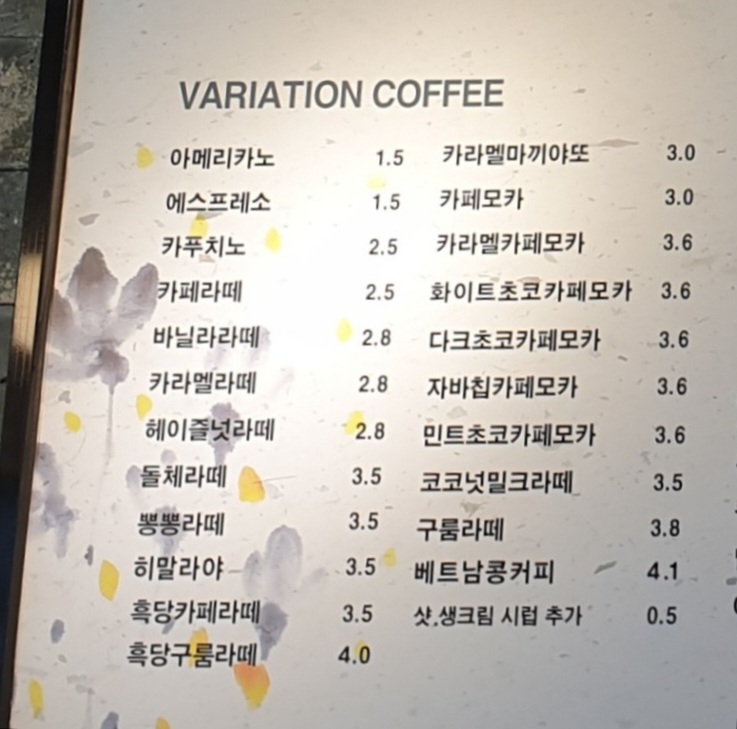 VARIATION COFFEE
아메리카노 1.5
에스프레소 1.5
카푸치노 2.5
카페라떼 2.5
바닐라라떼 2.8
카라멜라떼 2.8
헤이즐넛라떼 2.8
돌체라떼 3.5
뽕뽕라떼 3.5
히말라야 3.5
흑당카페라떼 3.5
흑당구룸라떼 4.0
카라멜마끼야또 3.0
카페모카 3.0
카라멜카페모카 3.6
화이트초코카페모카 3.6
다크초코카페모카 3.6
자바칩카페모카 3.6
민트초코카페모카 3.6
코코넛밀크라떼 3.5
구룸라떼 3.8
베트남콩커피 4.1
샷.생크림 시럽 추가 0.5